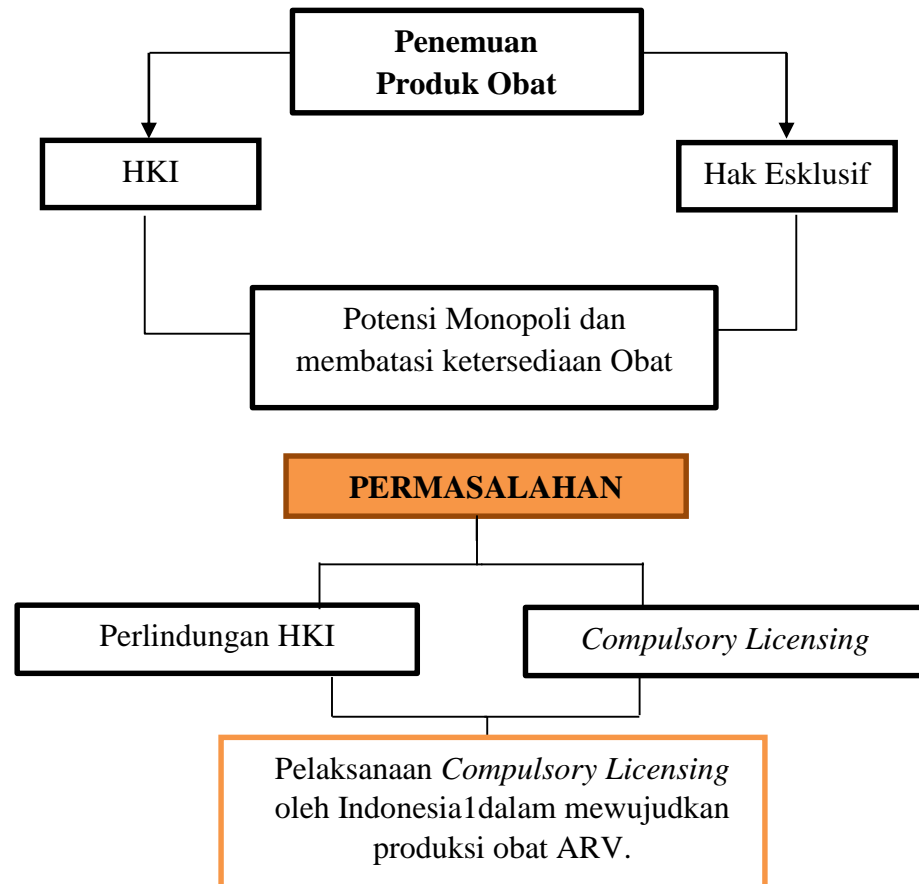 Penemuan
Produk Obat
HKI
Hak Esklusif
Potensi Monopoli dan
membatasi ketersediaan Obat
PERMASALAHAN
Perlindungan HKI
Compulsory Licensing
Pelaksanaan Compulsory Licensing
oleh Indonesia1dalam mewujudkan
produksi obat ARV.